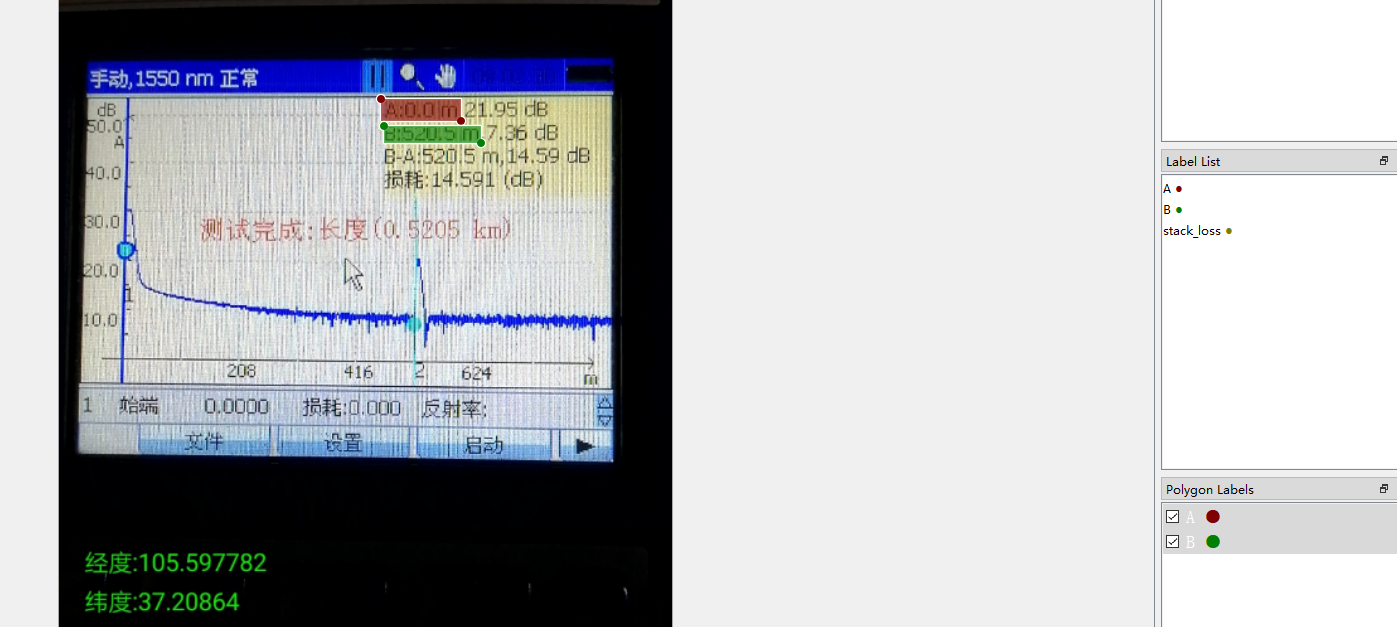 手动,1550 nm 正常
dB
50.0
A
40.0
30.0
20.0
10.0
A:0.0 m,21.95 dB
B:520.5 m,7.36 dB
B-A:520.5 m,14.59 dB
损耗:14.591 (dB)
测试完成:长度(0.5205 km)
1
208
416
2
624
m
1 始端 0.0000 损耗:0.000 反射率:
文件 设置 启动
经度:105.597782
纬度:37.20864
Label List
A
B
stack_loss
Polygon Labels
A
B